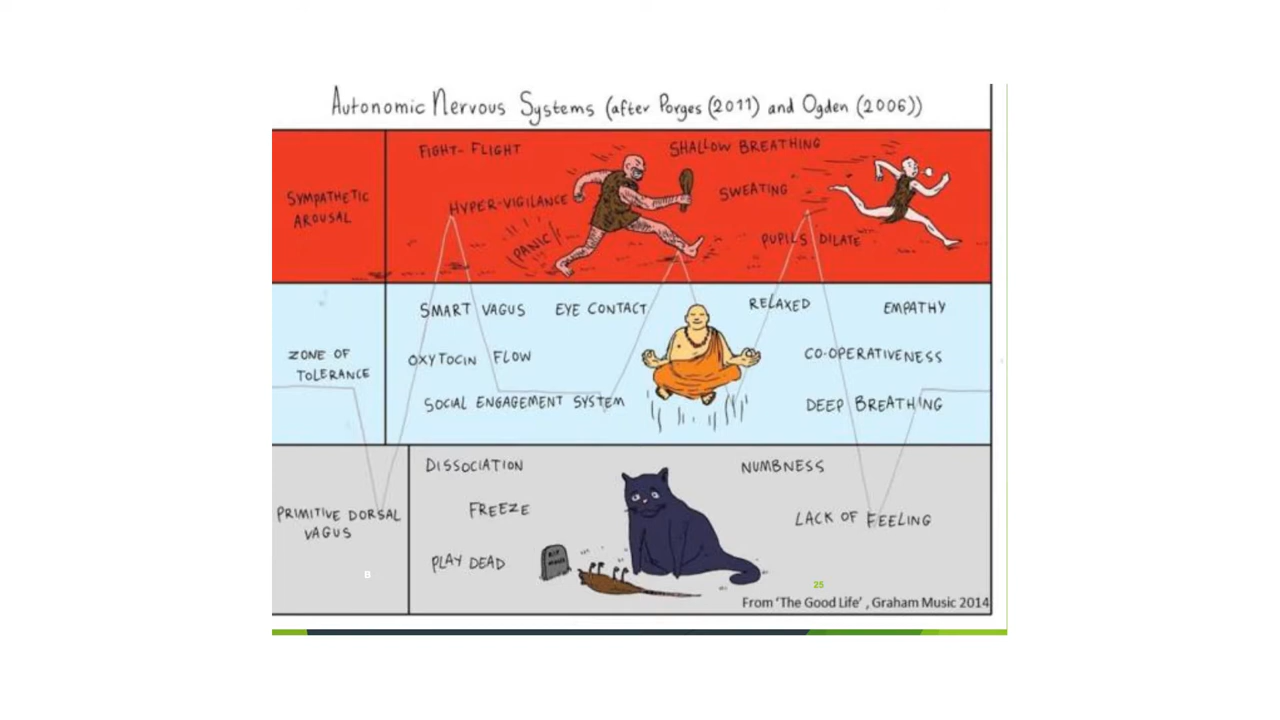 Autonomic Nervous Systems (after Porges (2011) and Ogden (2006))
SYMPATHETIC
AROUSAL
FIGHT-FLIGHT
SHALLOW BREATHING
HYPER-VIGILANCE
SWEATING
PANIC
PUPILS DILATE
ZONE OF
TOLERANCE
SMART VAGUS
EYE CONTACT
RELAXED
EMPATHY
OXYTOCIN FLOW
CO-OPERATIVENESS
SOCIAL ENGAGEMENT SYSTEM
DEEP BREATHING
PRIMITIVE DORSAL
VAGUS
DISSOCIATION
NUMBNESS
FREEZE
LACK OF FEELING
PLAY DEAD
RIP
B
25
From 'The Good Life' , Graham Music 2014